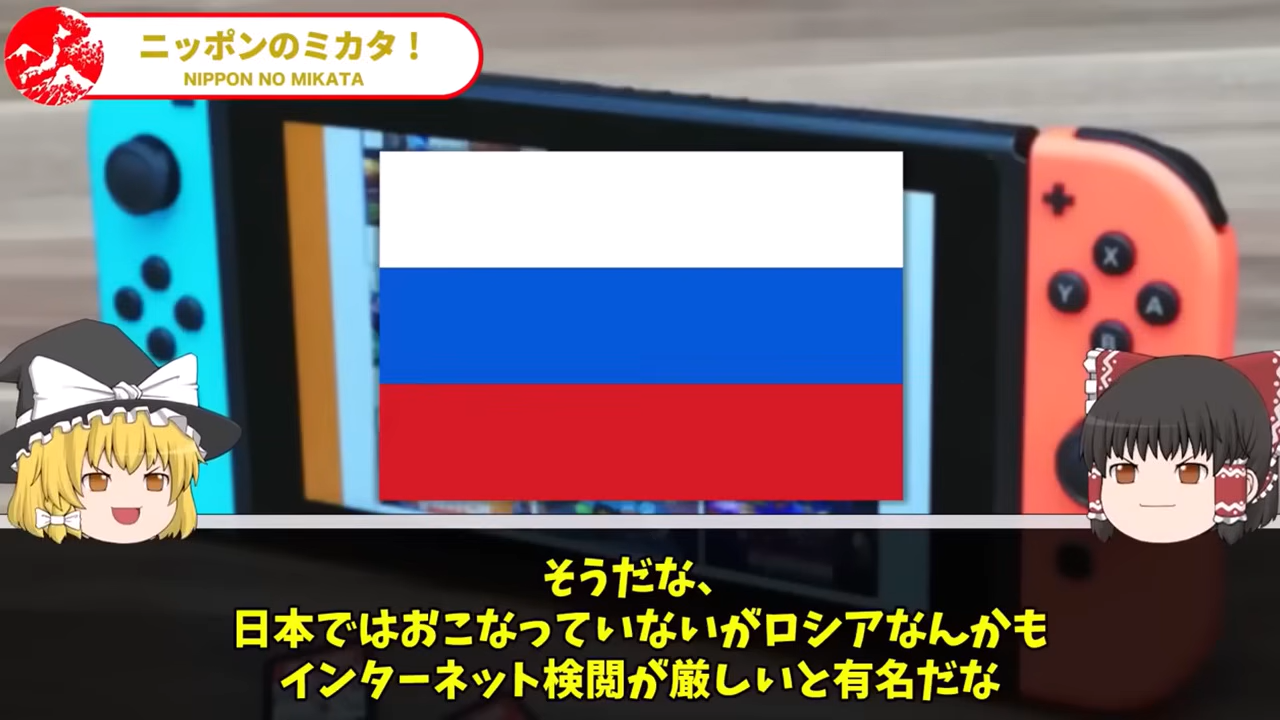 ニッポンのミカタ!
NIPPON NO MIKATA
X
Y
A
B
そうだな、
日本ではおこなっていないがロシアなんかも
インターネット検閲が厳しいと有名だな